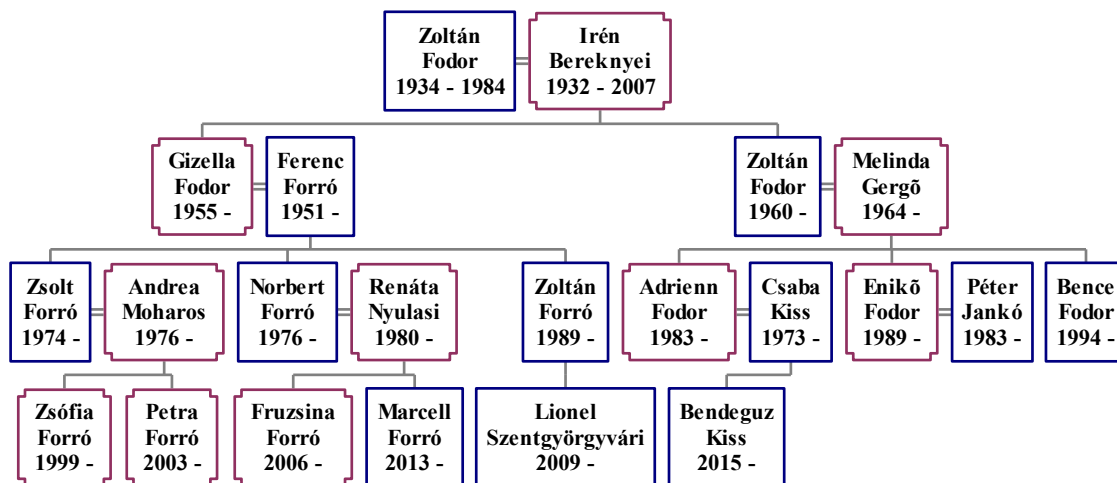 Zoltán
Fodor
1934 - 1984
Irén
Bereknyei
1932 - 2007
Gizella
Fodor
1955 -
Ferenc
Forró
1951 -
Zoltán
Fodor
1960 -
Melinda
Gergõ
1964 -
Zsolt
Forró
1974 -
Andrea
Moharos
1976 -
Norbert
Forró
1976 -
Renáta
Nyulasi
1980 -
Zoltán
Forró
1989 -
Adrienn
Fodor
1983 -
Csaba
Kiss
1973 -
Enikõ
Fodor
1989 -
Péter
Jankó
1983 -
Bence
Fodor
1994 -
Zsófia
Forró
1999 -
Petra
Forró
2003 -
Fruzsina
Forró
2006 -
Marcell
Forró
2013 -
Lionel
Szentgyörgyvári
2009 -
Bendeguz
Kiss
2015 -